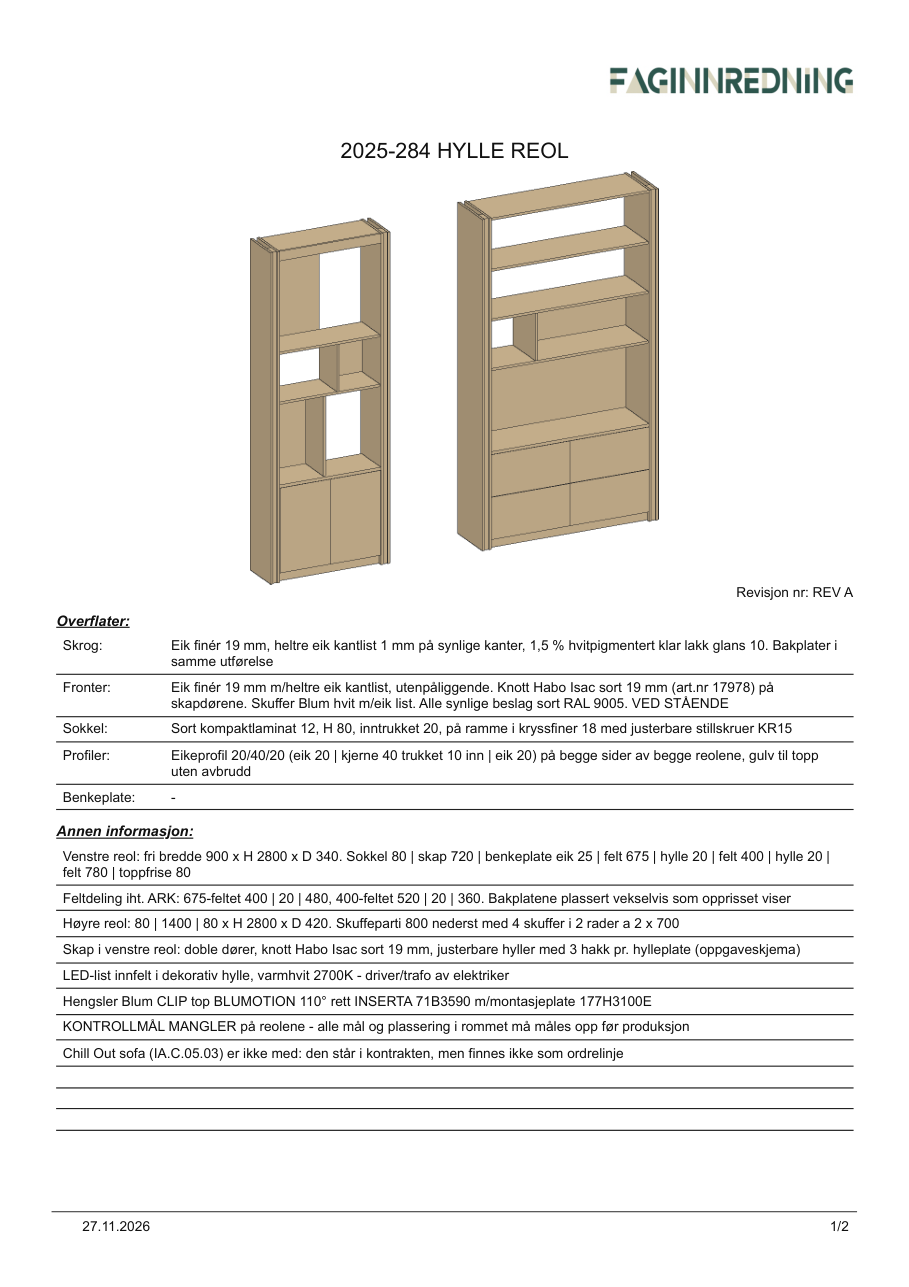 FAGINNREDNING
2025-284 HYLLE REOL
Revisjon nr: REV A
Overflater:
Skrog: Eik finér 19 mm, heltre eik kantlist 1 mm på synlige kanter, 1,5 % hvitpigmentert klar lakk glans 10. Bakplater i
samme utførelse
Fronter: Eik finér 19 mm m/heltre eik kantlist, utenpåliggende. Knott Habo Isac sort 19 mm (art.nr 17978) på
skapdørene. Skuffer Blum hvit m/eik list. Alle synlige beslag sort RAL 9005. VED STÅENDE
Sokkel: Sort kompaktlaminat 12, H 80, inntrukket 20, på ramme i kryssfiner 18 med justerbare stillskruer KR15
Profiler: Eikeprofil 20/40/20 (eik 20 | kjerne 40 trukket 10 inn | eik 20) på begge sider av begge reolene, gulv til topp
uten avbrudd
Benkeplate: -
Annen informasjon:
Venstre reol: fri bredde 900 x H 2800 x D 340. Sokkel 80 | skap 720 | benkeplate eik 25 | felt 675 | hylle 20 | felt 400 | hylle 20 |
felt 780 | toppfrise 80
Feltdeling iht. ARK: 675-feltet 400 | 20 | 480, 400-feltet 520 | 20 | 360. Bakplatene plassert vekselvis som opprisset viser
Høyre reol: 80 | 1400 | 80 x H 2800 x D 420. Skuffeparti 800 nederst med 4 skuffer i 2 rader a 2 x 700
Skap i venstre reol: doble dører, knott Habo Isac sort 19 mm, justerbare hyller med 3 hakk pr. hylleplate (oppgaveskjema)
LED-list innfelt i dekorativ hylle, varmhvit 2700K - driver/trafo av elektriker
Hengsler Blum CLIP top BLUMOTION 110° rett INSERTA 71B3590 m/montasjeplate 177H3100E
KONTROLLMÅL MANGLER på reolene - alle mål og plassering i rommet må måles opp før produksjon
Chill Out sofa (IA.C.05.03) er ikke med: den står i kontrakten, men finnes ikke som ordrelinje
27.11.2026
1/2